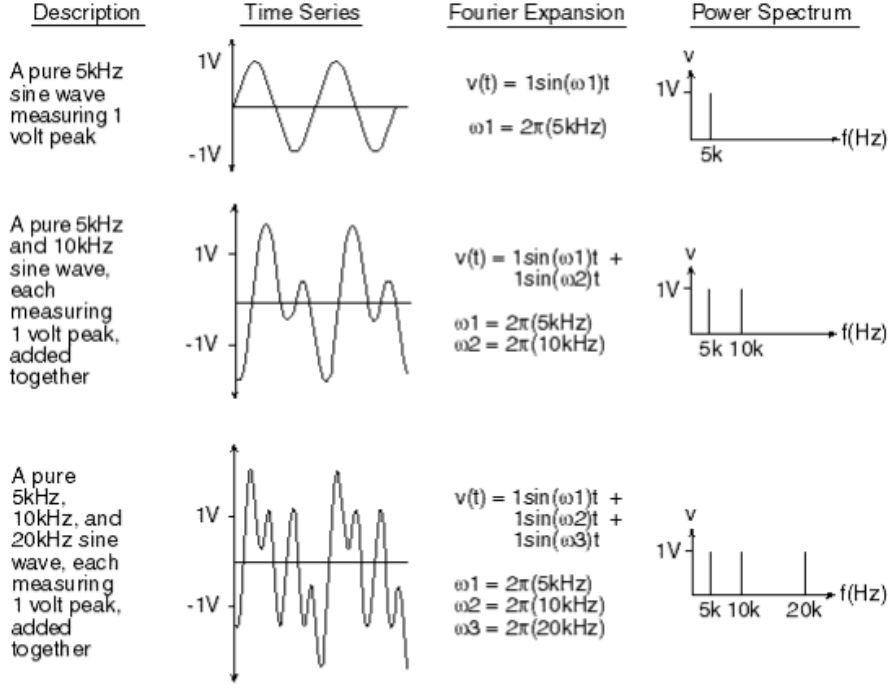 Description
Time Series
Fourier Expansion
Power Spectrum
A pure 5kHz
sine wave
measuring 1
volt peak
1V
-1V
v(t) = 1sin(ω1)t
ω1 = 2π(5kHz)
v
1V
5k
f(Hz)
A pure 5kHz
and 10kHz
sine wave,
each
measuring
1 volt peak,
added
together
1V
-1V
v(t) = 1sin(ω1)t +
1sin(ω2)t
ω1 = 2π(5kHz)
ω2 = 2π(10kHz)
v
1V
5k 10k
f(Hz)
A pure
5kHz,
10kHz, and
20kHz sine
wave, each
measuring
1 volt peak,
added
together
1V
-1V
v(t) = 1sin(ω1)t +
1sin(ω2)t +
1sin(ω3)t
ω1 = 2π(5kHz)
ω2 = 2π(10kHz)
ω3 = 2π(20kHz)
v
1V
5k 10k 20k
f(Hz)